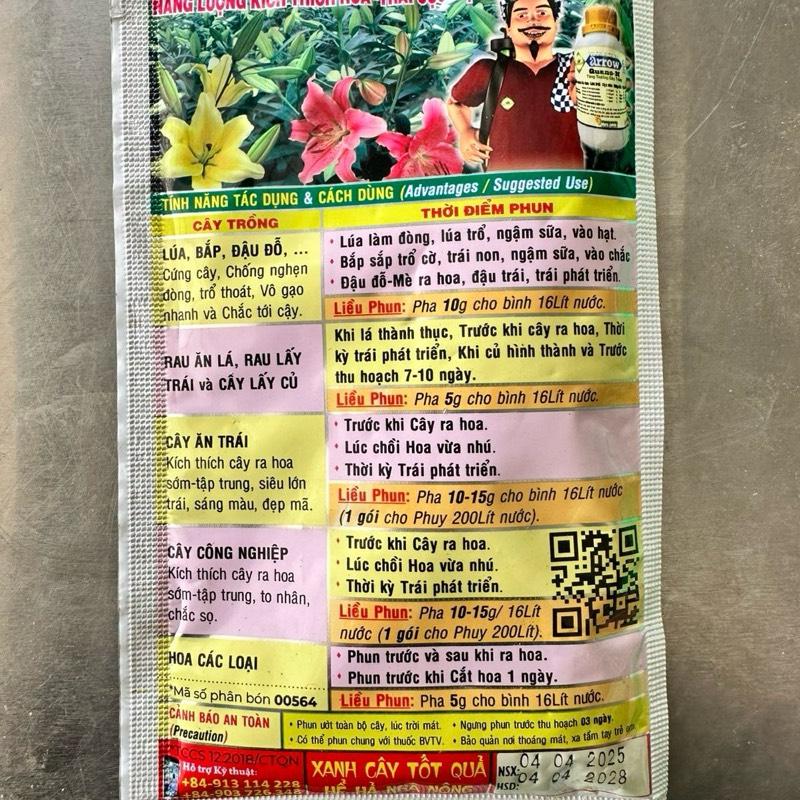 NĂNG LƯỢNG KÍCH THÍCH HOA
arrow
Quang-H
TÍNH NĂNG TÁC DỤNG & CÁCH DÙNG (Advantages / Suggested Use)
CÂY TRỒNG
THỜI ĐIỂM PHUN
LÚA, BẮP, ĐẬU ĐỖ, ...
Cứng cây, Chống nghẹn
đòng, trổ thoát, Vô gạo
nhanh và Chắc tới cậy.
• Lúa làm đòng, lúa trổ, ngậm sữa, vào hạt.
• Bắp sắp trổ cờ, trái non, ngậm sữa, vào chắc
• Đậu đỗ-Mè ra hoa, đậu trái, trái phát triển.
Liều Phun: Pha 10g cho bình 16Lít nước.
RAU ĂN LÁ, RAU LẤY
TRÁI và CÂY LẤY CỦ
Khi lá thành thục, Trước khi cây ra hoa, Thời
kỳ trái phát triển, Khi củ hình thành và Trước
thu hoạch 7-10 ngày.
Liều Phun: Pha 5g cho bình 16Lít nước.
CÂY ĂN TRÁI
Kích thích cây ra hoa
sớm-tập trung, siêu lớn
trái, sáng màu, đẹp mã.
• Trước khi Cây ra hoa.
• Lúc chồi Hoa vừa nhú.
• Thời kỳ Trái phát triển.
Liều Phun: Pha 10-15g cho bình 16Lít nước
(1 gói cho Phuy 200Lít nước).
CÂY CÔNG NGHIỆP
Kích thích cây ra hoa
sớm-tập trung, to nhân,
chắc sọ.
• Trước khi Cây ra hoa.
• Lúc chồi Hoa vừa nhú.
• Thời kỳ Trái phát triển.
Liều Phun: Pha 10-15g/ 16Lít
nước (1 gói cho Phuy 200Lít).
HOA CÁC LOẠI
*Mã số phân bón 00564
• Phun trước và sau khi ra hoa.
• Phun trước khi Cắt hoa 1 ngày.
Liều Phun: Pha 5g cho bình 16Lít nước.
CẢNH BÁO AN TOÀN
(Precaution)
• Phun ướt toàn bộ cây, lúc trời mát. • Ngưng phun trước thu hoạch 03 ngày.
• Có thể phun chung với thuốc BVTV. • Bảo quản nơi thoáng mát, xa tầm tay trẻ em.
TCCS 12:2018/CTQN
Hỗ trợ Kỹ thuật:
+84-913 114 228
XANH CÂY TỐT QUẢ
HỀ HẢ NHÀ NÔNG
NSX: 04 04 2025
HSD: 04 04 2028